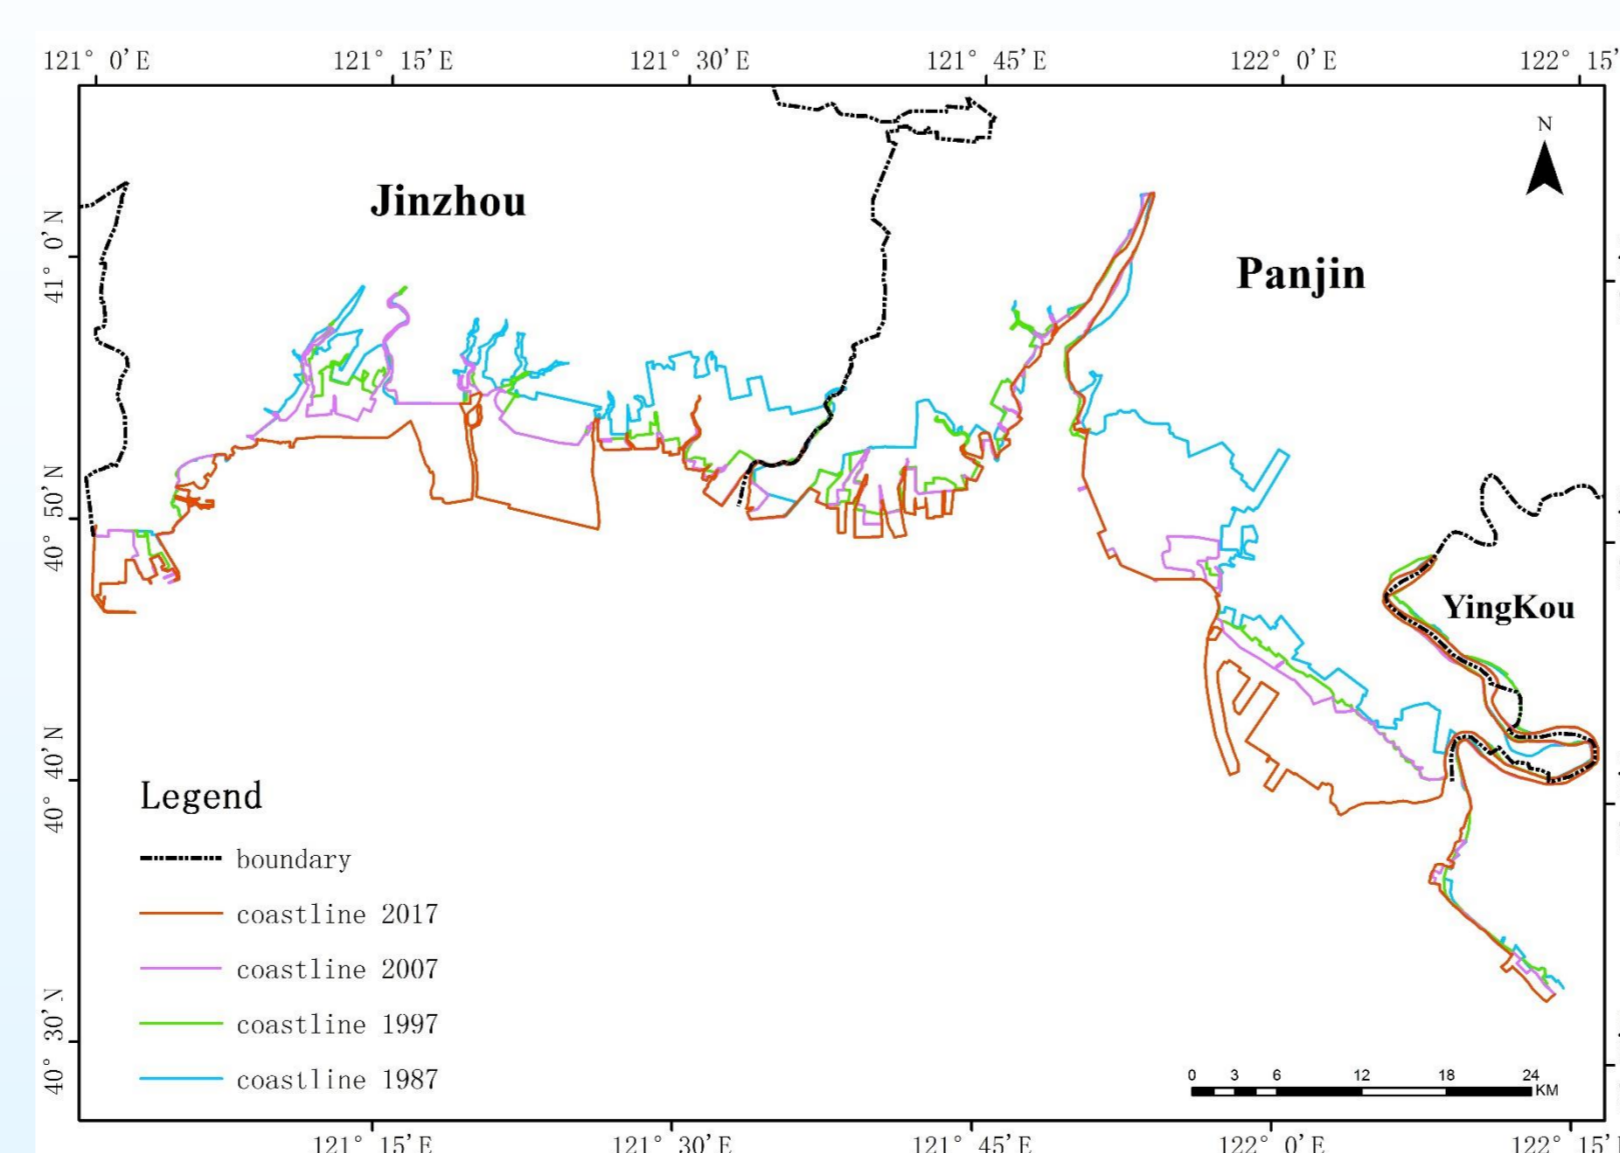 121° 0'E 121° 15'E 121° 30'E 121° 45'E 122° 0'E 122° 15'
N
Jinzhou
Panjin
41° 0'N
40° 50'N
YingKou
40° 40'N
Legend
boundary
coastline 2017
coastline 2007
coastline 1997
coastline 1987
40° 30'N
0 3 6 12 18 24
KM
121° 15'E 121° 30'E 121° 45'E 122° 0'E 122° 15'